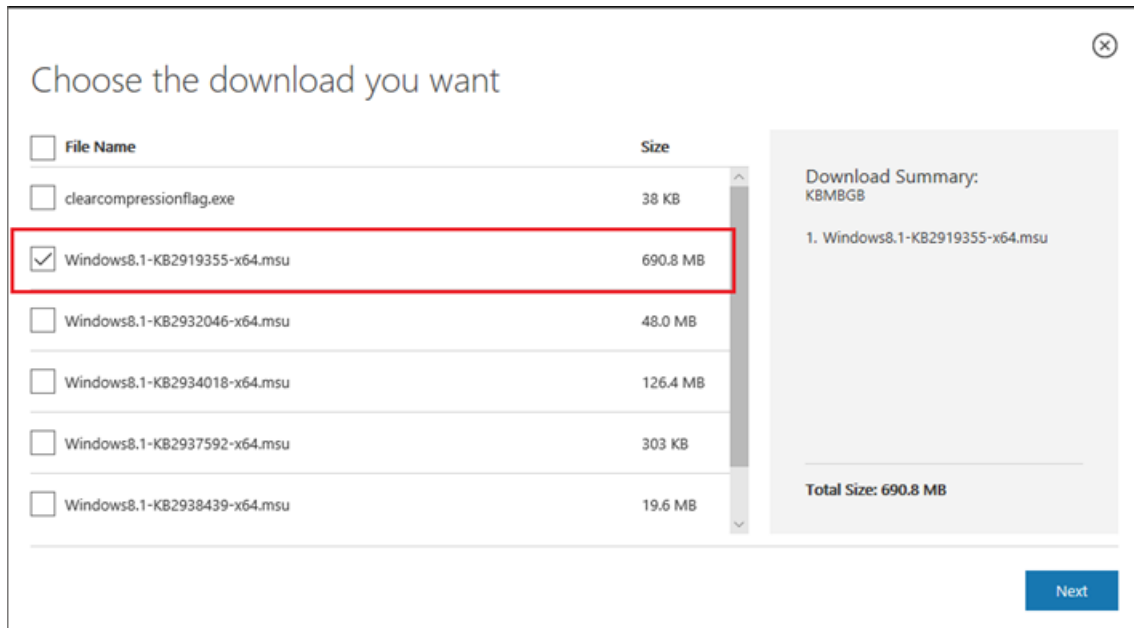 Choose the download you want
File Name Size
clearcompressionflag.exe 38 KB
Windows8.1-KB2919355-x64.msu 690.8 MB
Windows8.1-KB2932046-x64.msu 48.0 MB
Windows8.1-KB2934018-x64.msu 126.4 MB
Windows8.1-KB2937592-x64.msu 303 KB
Windows8.1-KB2938439-x64.msu 19.6 MB
Download Summary:
KBMBGB
1. Windows8.1-KB2919355-x64.msu
Total Size: 690.8 MB
Next